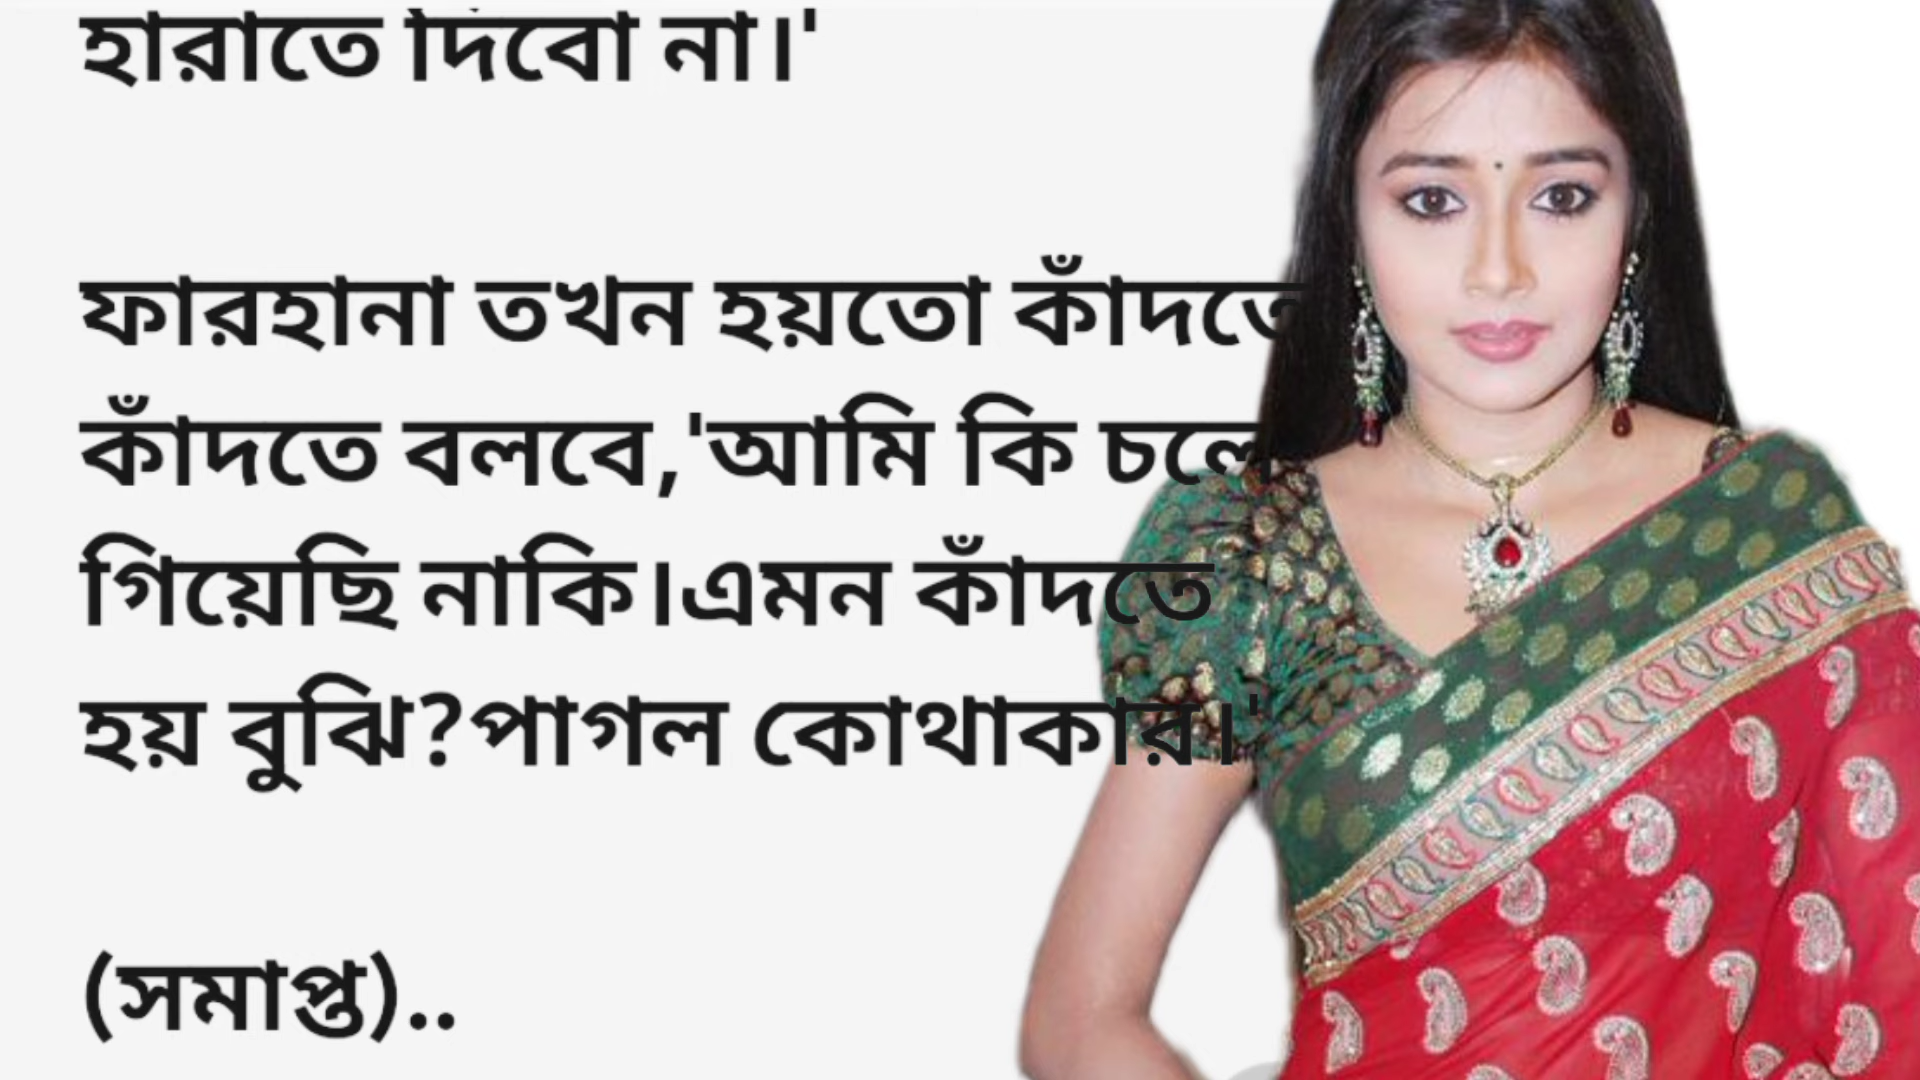 হারাতে দিবো না।'
ফারহানা তখন হয়তো কাঁদতে
কাঁদতে বলবে,'আমি কি চলে
গিয়েছি নাকি।এমন কাঁদতে
হয় বুঝি?পাগল কোথাকার।'
(সমাপ্ত)..